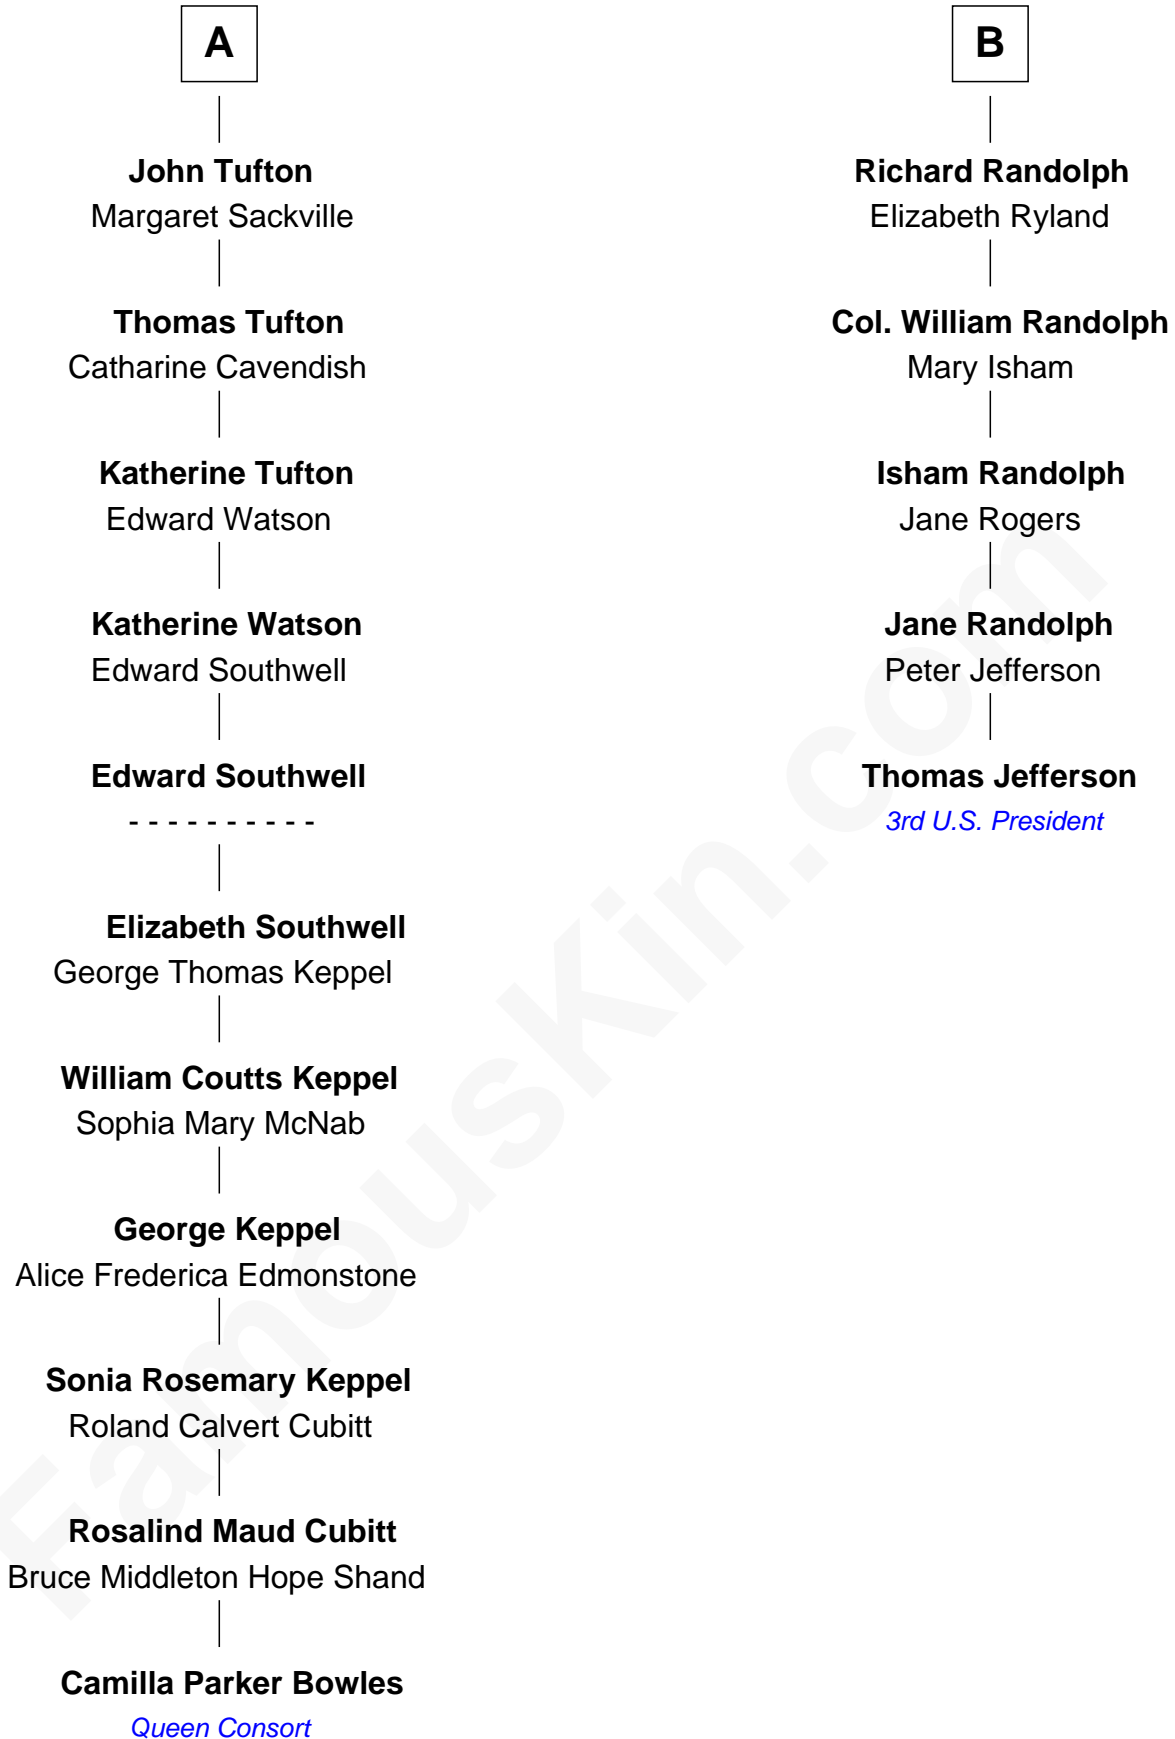 A
John Tufton
Margaret Sackville
Thomas Tufton
Catharine Cavendish
Katherine Tufton
Edward Watson
Katherine Watson
Edward Southwell
Edward Southwell
- - - - - - - - - -
Elizabeth Southwell
George Thomas Keppel
William Coutts Keppel
Sophia Mary McNab
George Keppel
Alice Frederica Edmonstone
Sonia Rosemary Keppel
Roland Calvert Cubitt
Rosalind Maud Cubitt
Bruce Middleton Hope Shand
Camilla Parker Bowles
Queen Consort
B
Richard Randolph
Elizabeth Ryland
Col. William Randolph
Mary Isham
Isham Randolph
Jane Rogers
Jane Randolph
Peter Jefferson
Thomas Jefferson
3rd U.S. President
FamousKin.com